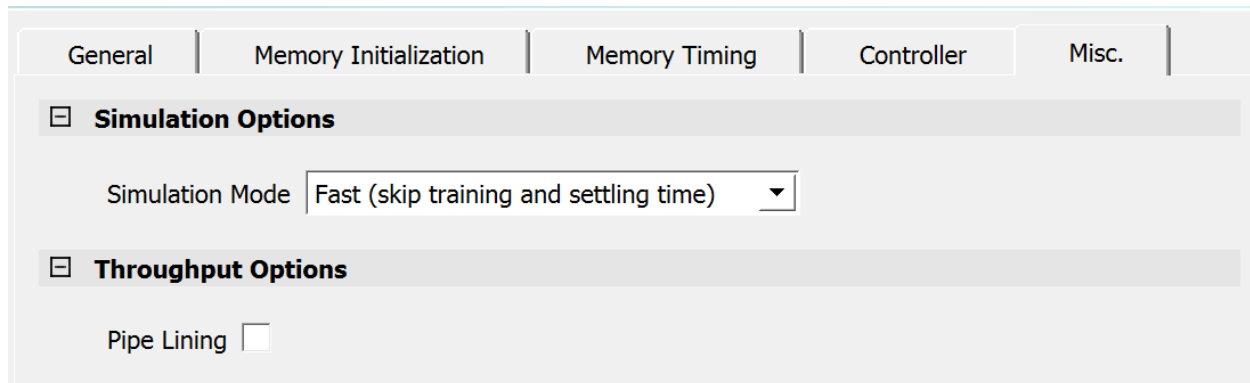 General Memory Initialization Memory Timing Controller Misc.
Simulation Options
Simulation Mode Fast (skip training and settling time)
Throughput Options
Pipe Lining